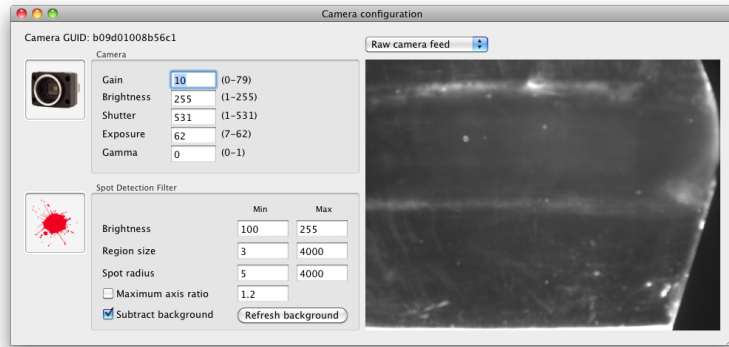 Camera configuration
Camera GUID: b09d01008b56c1
Raw camera feed
Camera
Gain 10 (0-79)
Brightness 255 (1-255)
Shutter 531 (1-531)
Exposure 62 (7-62)
Gamma 0 (0-1)
Spot Detection Filter
Min Max
Brightness 100 255
Region size 3 4000
Spot radius 5 4000
Maximum axis ratio 1.2
Subtract background Refresh background